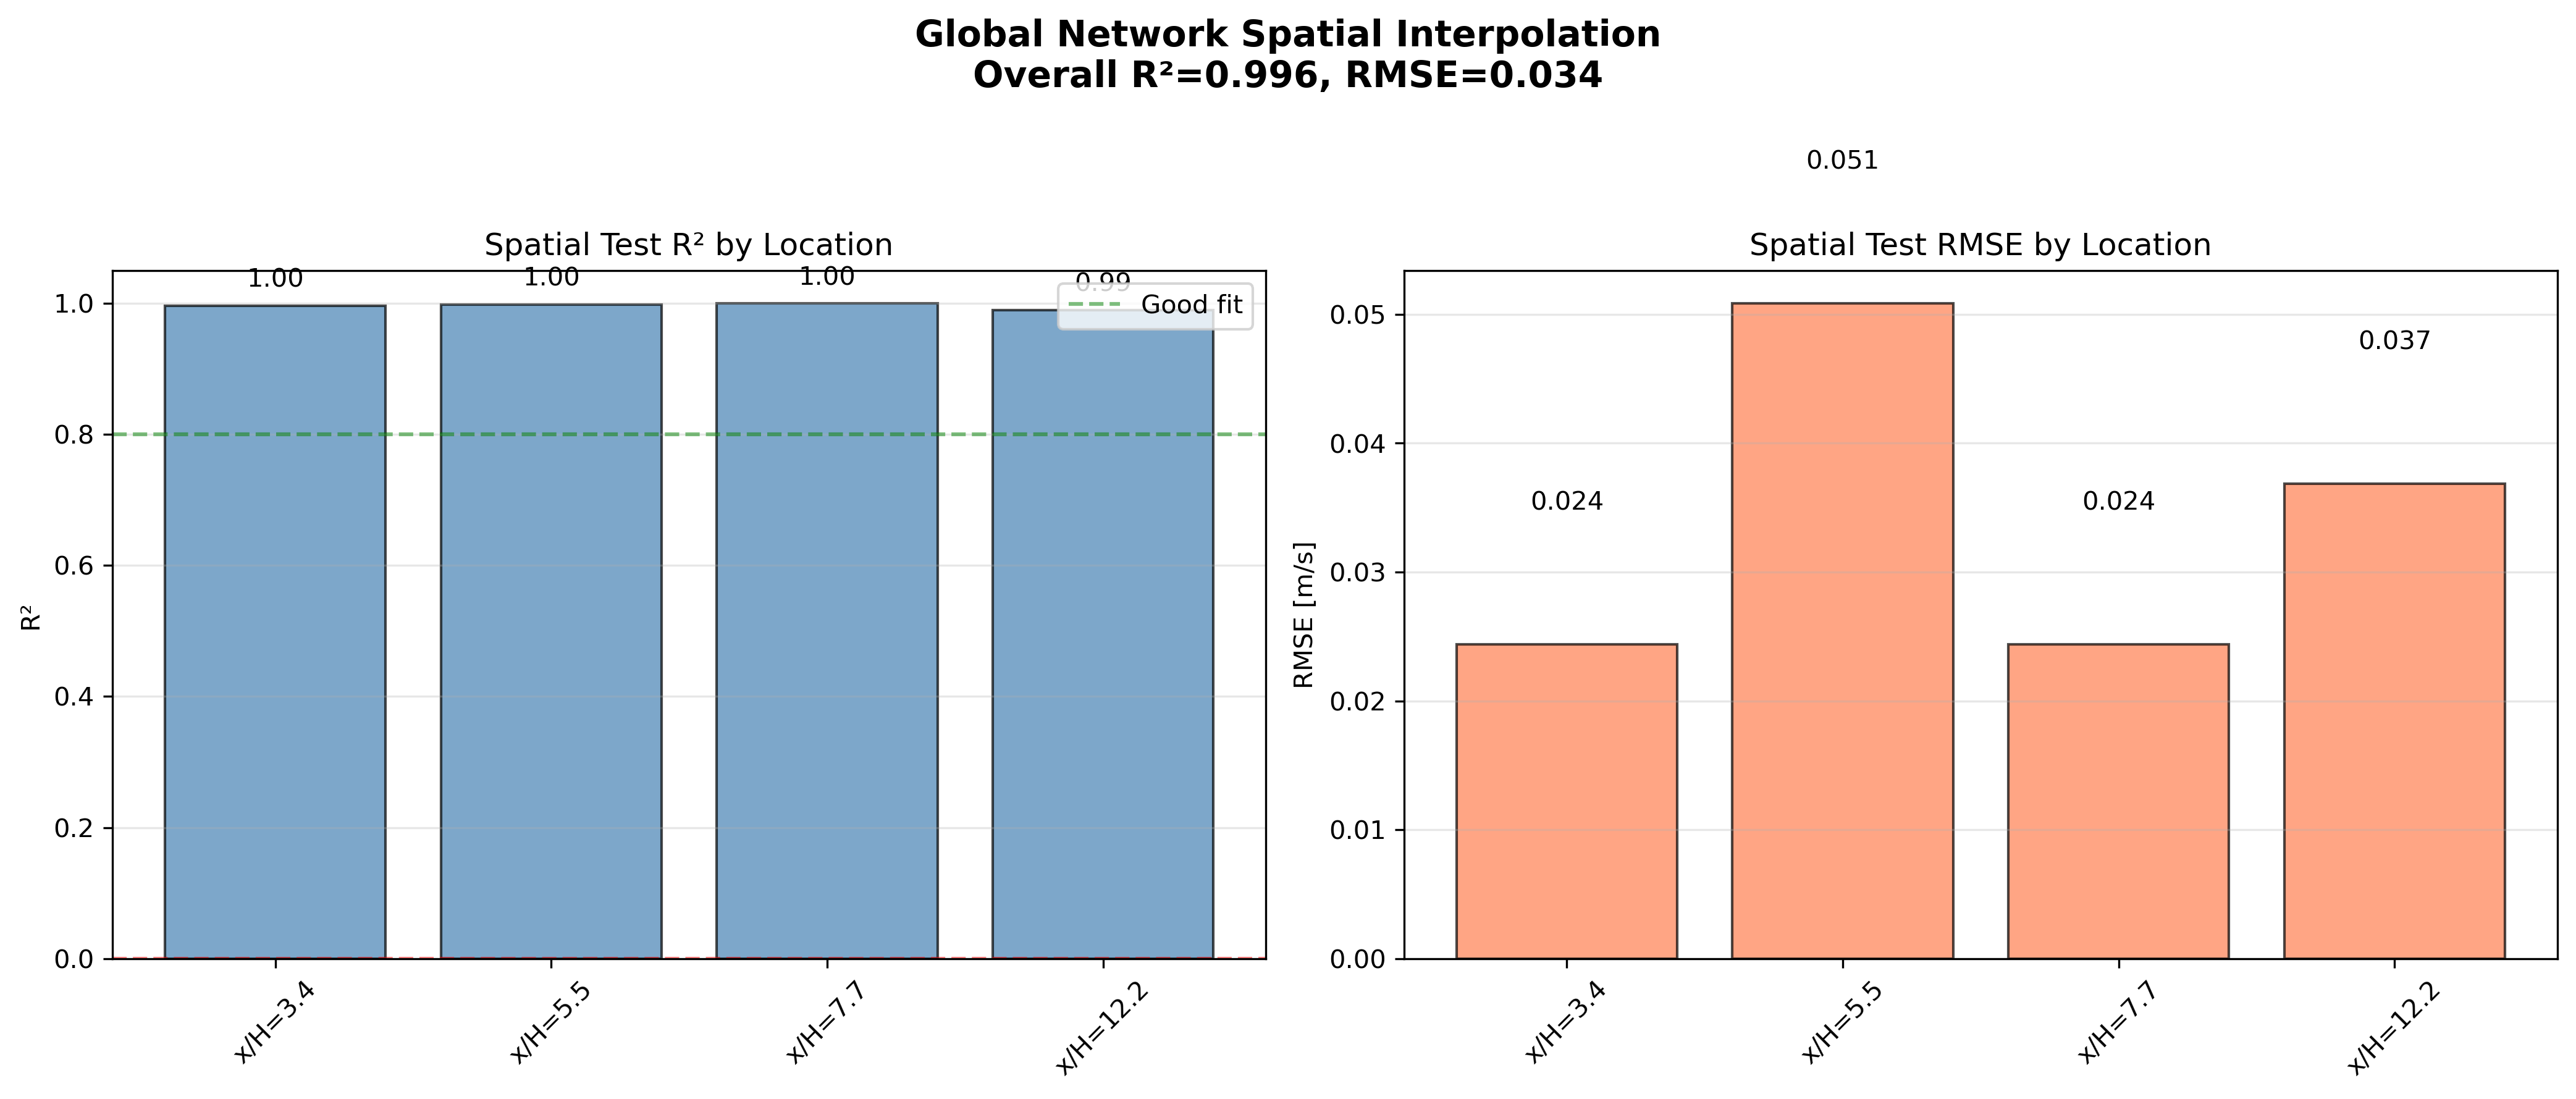 Global Network Spatial Interpolation
Overall R²=0.996, RMSE=0.034
Spatial Test R² by Location
1.00
1.00
1.00
0.99
Good fit
1.0
0.8
0.6
0.4
0.2
0.0
R²
x/H=3.4
x/H=5.5
x/H=7.7
x/H=12.2
0.051
Spatial Test RMSE by Location
0.037
0.024
0.024
0.05
0.04
0.03
0.02
0.01
0.00
RMSE [m/s]
x/H=3.4
x/H=5.5
x/H=7.7
x/H=12.2